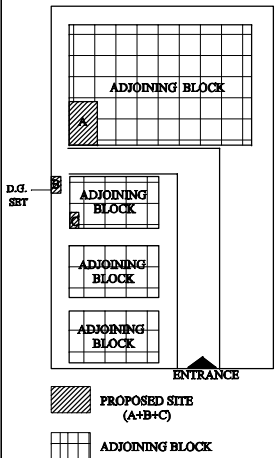 ADJOINING BLOCK
A
D.G.
SET
B
ADJOINING
BLOCK
C
ADJOINING
BLOCK
ADJOINING
BLOCK
ENTRANCE
PROPOSED SITE
(A+B+C)
ADJOINING BLOCK